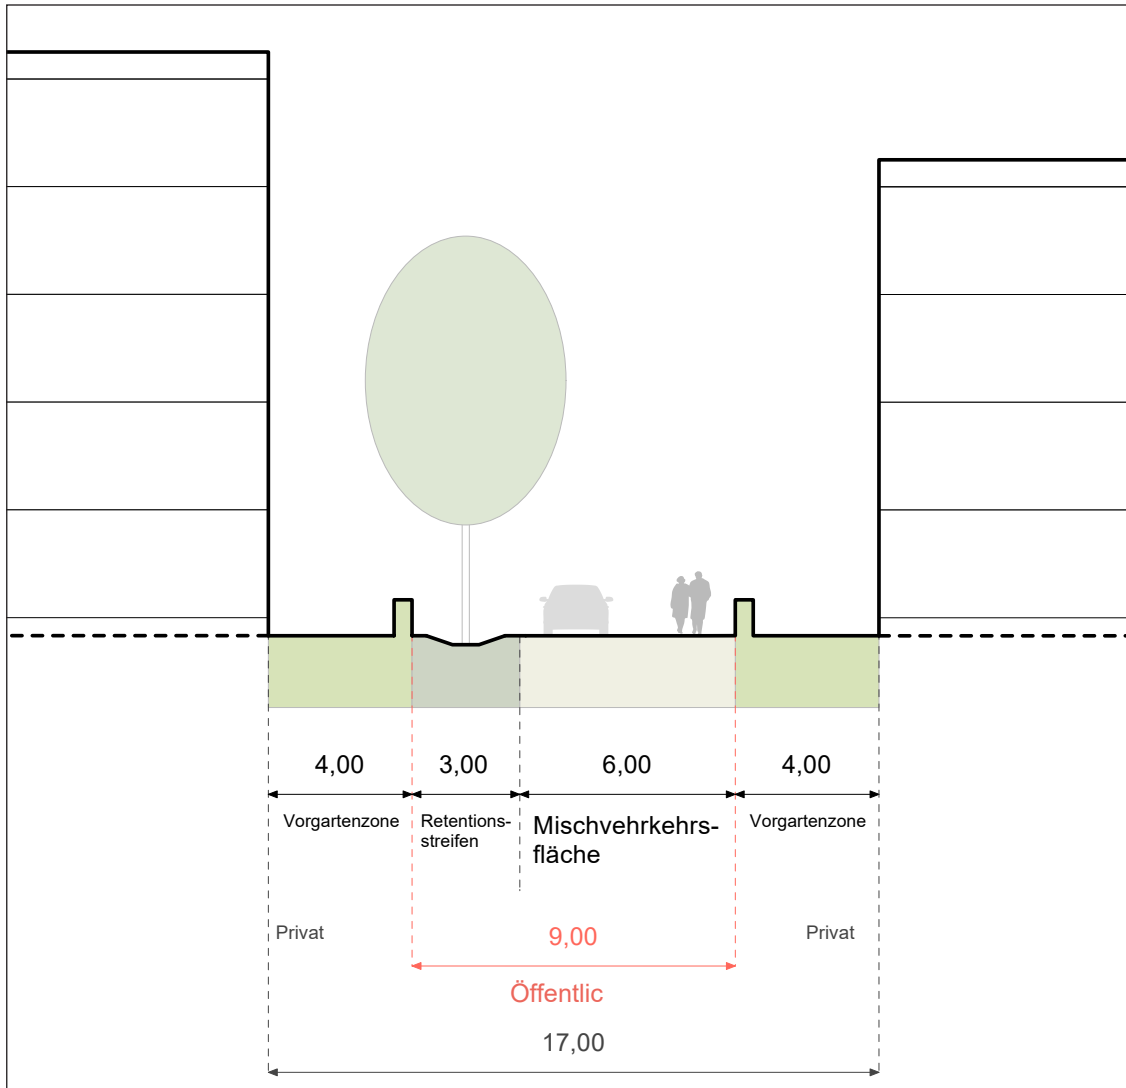 4,00
3,00
6,00
4,00
Vorgartenzone
Retentions-
streifen
Mischvehrkehrs-
fläche
Vorgartenzone
Privat
9,00
Privat
Öffentlic
17,00